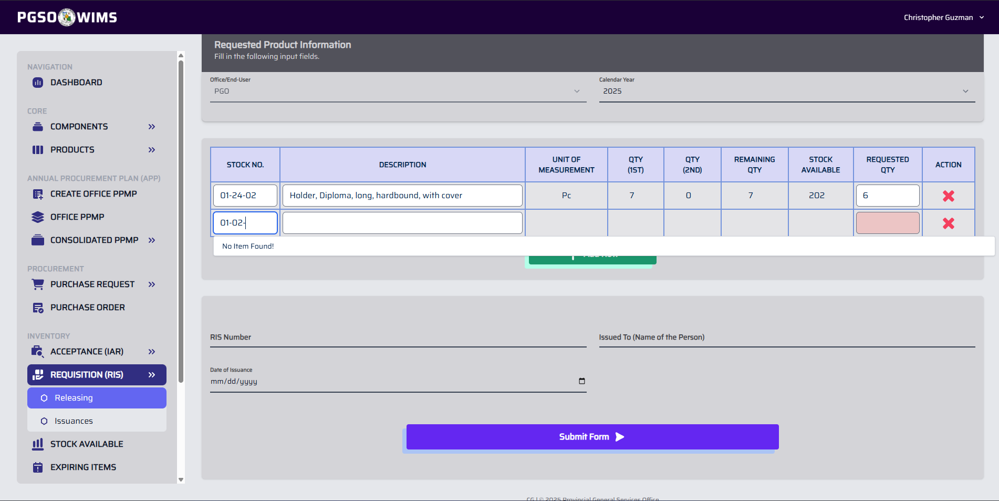 PGSO WIMS
Christopher Guzman
NAVIGATION
DASHBOARD
CORE
COMPONENTS
PRODUCTS
ANNUAL PROCUREMENT PLAN (APP)
CREATE OFFICE PPMP
OFFICE PPMP
CONSOLIDATED PPMP
PROCUREMENT
PURCHASE REQUEST
PURCHASE ORDER
INVENTORY
ACCEPTANCE (IAR)
REQUISITION (RIS)
Releasing
Issuances
STOCK AVAILABLE
EXPIRING ITEMS
Requested Product Information
Fill in the following input fields.
Office/End-User
PGO
Calendar Year
2025
STOCK NO. DESCRIPTION UNIT OF MEASUREMENT QTY (1ST) QTY (2ND) REMAINING QTY STOCK AVAILABLE REQUESTED QTY ACTION
01-24-02 Holder, Diploma, long, hardbound, with cover Pc 7 0 7 202 6
01-02-
No Item Found!
RIS Number
Issued To (Name of the Person)
Date of Issuance
mm/dd/yyyy
Submit Form
CG | © 2025 Provincial General Services Office